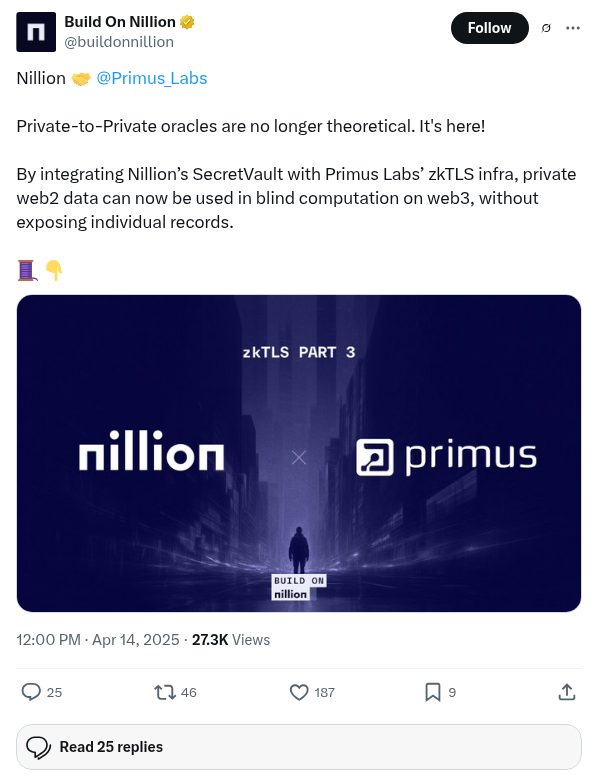 Build On Nillion
@buildonnillion
Follow
Nillion 🤝 @Primus_Labs
Private-to-Private oracles are no longer theoretical. It's here!
By integrating Nillion’s SecretVault with Primus Labs’ zkTLS infra, private
web2 data can now be used in blind computation on web3, without
exposing individual records.
🧵 👇
zkTLS PART 3
nillion × primus
BUILD ON
nillion
12:00 PM · Apr 14, 2025 · 27.3K Views
25 46 187 9
Read 25 replies